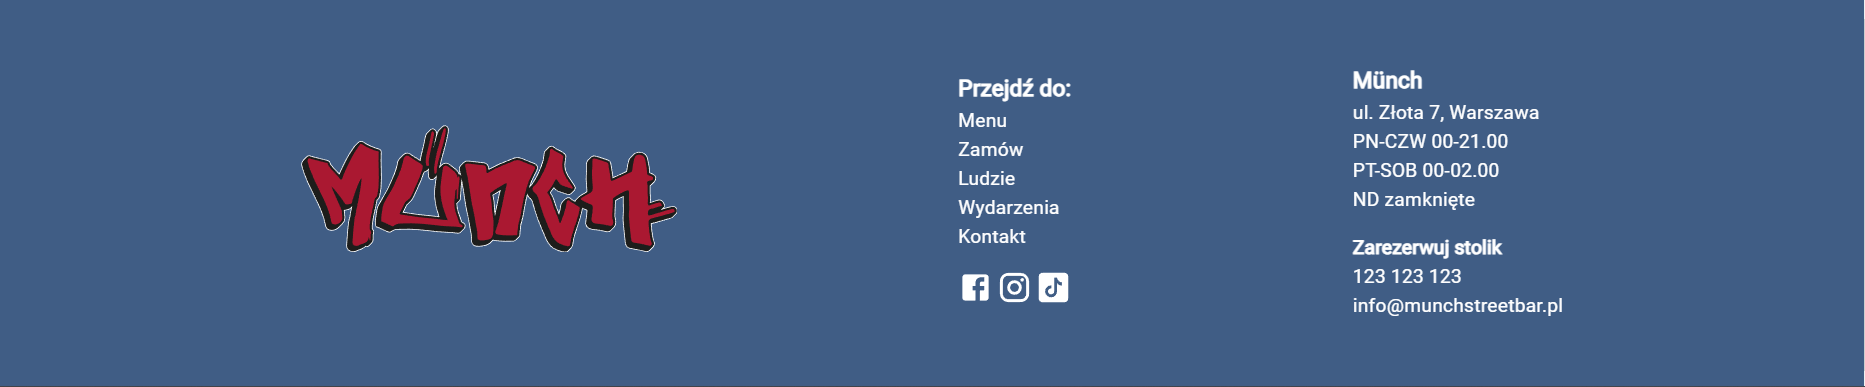 MÜNCH
Przejdź do:
Menu
Zamów
Ludzie
Wydarzenia
Kontakt
Münch
ul. Złota 7, Warszawa
PN-CZW 00-21.00
PT-SOB 00-02.00
ND zamknięte
Zarezerwuj stolik
123 123 123
info@munchstreetbar.pl